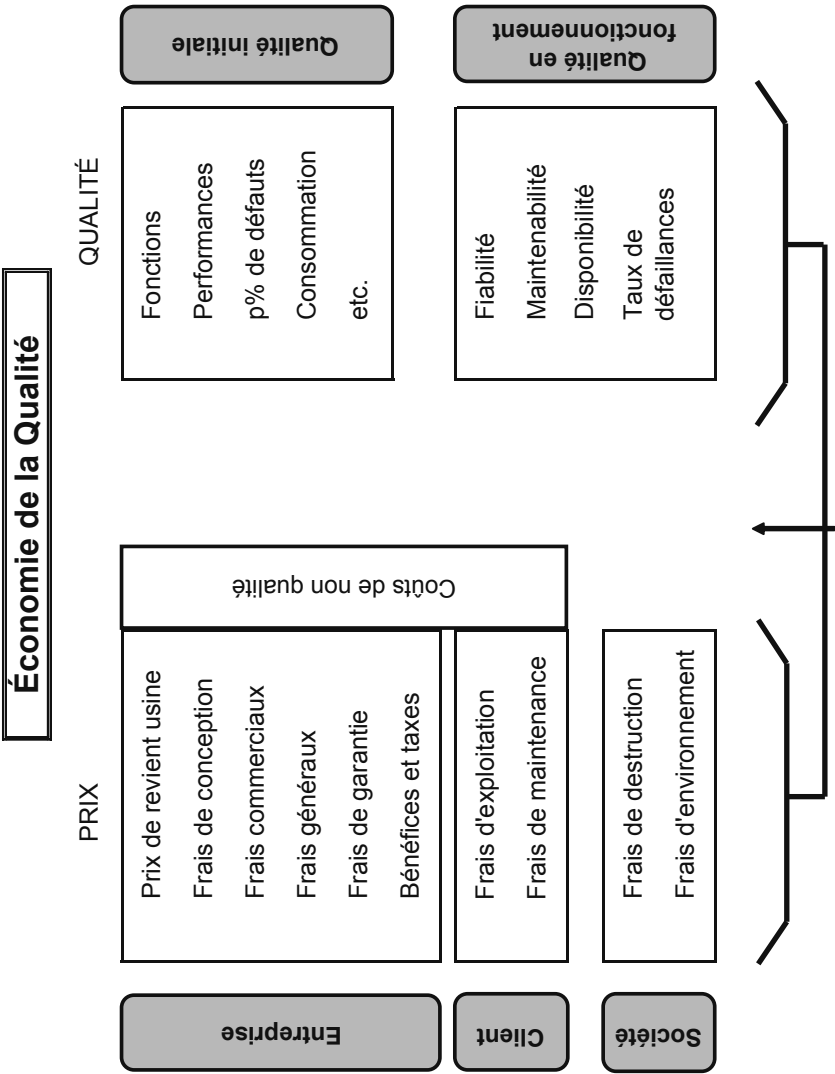 Économie de la Qualité
PRIX
QUALITÉ
Entreprise
Prix de revient usine
Frais de conception
Frais commerciaux
Frais généraux
Frais de garantie
Bénéfices et taxes
Client
Frais d'exploitation
Frais de maintenance
Coûts de non qualité
Société
Frais de destruction
Frais d'environnement
Fonctions
Performances
p% de défauts
Consommation
etc.
Qualité initiale
Fiabilité
Maintenabilité
Disponibilité
Taux de
défaillances
Qualité en
fonctionnement